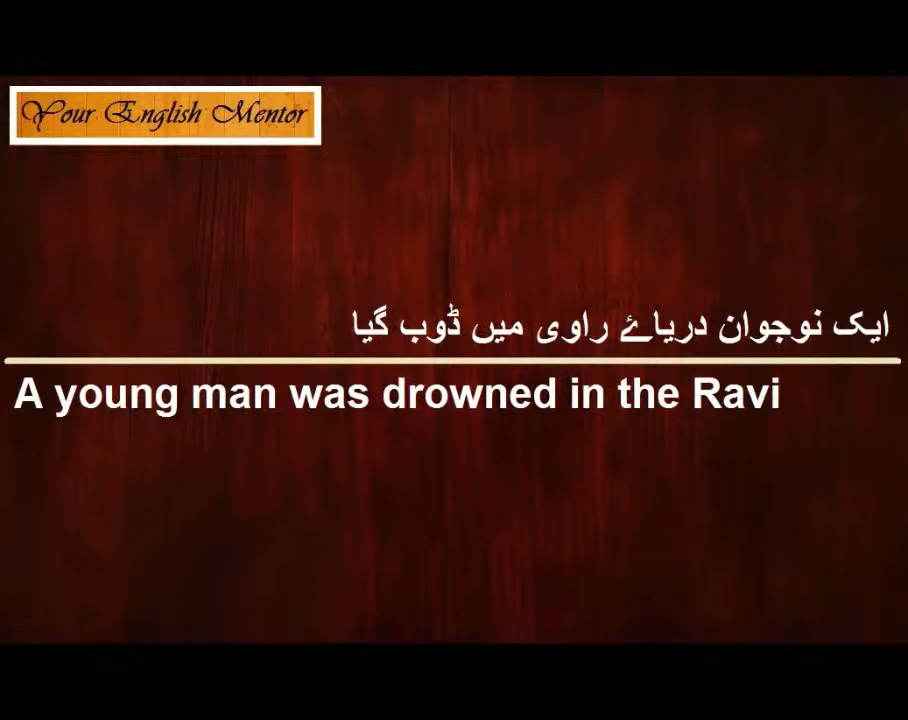 Your English Mentor
ایک نوجوان دریائے راوی میں ڈوب گیا
A young man was drowned in the Ravi